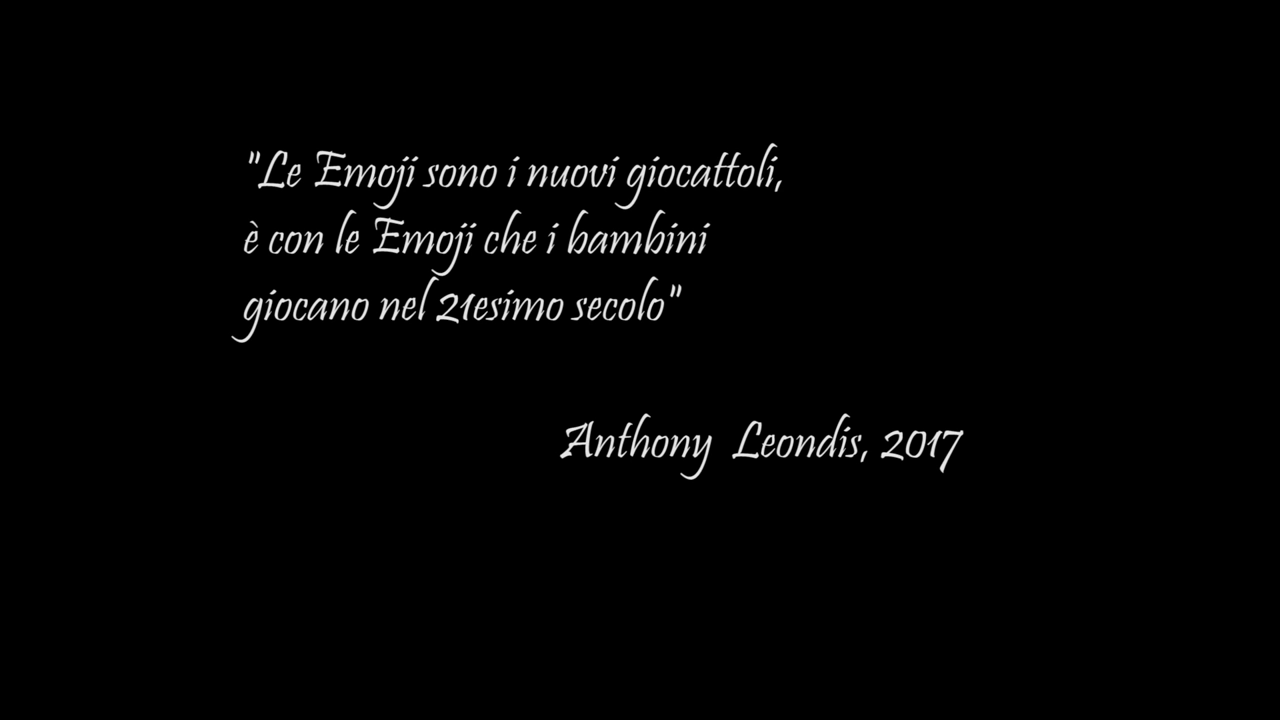 "Le Emoji sono i nuovi giocattoli,
è con le Emoji che i bambini
giocano nel 21esimo secolo"
Anthony Leondis, 2017